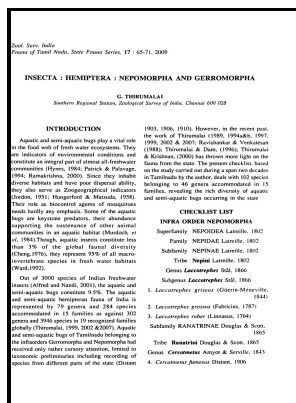 Zool. Surv. India
Fauna of Tamil Nadu, State Fauna Series, 17 : 65-71, 2009
INSECTA : HEMIPTERA : NEPOMORPHA AND GERROMORPHA
G. THIRUMALAI
Southern Regional Station, Zoological Survey of India, Chennai 600 028
INTRODUCTION
Aquatic and semi-aquatic bugs play a vital role
in the food web of fresh water ecosystems. They
are indicators of environmental conditions and
constitute an integral part of almost all-freshwater
communities (Hynes, 1984; Patrick & Palavage,
1994; Ramakrishna, 2000). Since they inhabit
diverse habitats and have poor dispersal ability,
they also serve as Zoogeographical indicators
(Jordan, 1951; Hungerford & Matsuda, 1958).
Their role as biocontrol agents of mosquitoes
needs hardly any emphasis. Some of the aquatic
bugs are keystone predators, their abundance
supporting the sustenance of other animal
communities in an aquatic habitat (Murdoch, et
al, 1984).Though, aquatic insects constitute less
than 3% of the global faunal diversity
(Cheng,1976), they represent 95% of all macro-
invertebrate species in fresh water habitats
(Ward,1992).
Out of 3000 species of Indian freshwater
insects (Alfred and Nandi, 2001), the aquatic and
semi-aquatic bugs constitute 9.5%. The aquatic
and semi-aquatic hemiptera fauna of India is
represented by 79 genera and 284 species
accommodated in 15 families as against 302
genera and 3946 species in 19 recognized families
globally (Thirumalai, 1999, 2002 &2007). Aquatic
and semi-aquatic bugs of Tamilnadu belonging to
the infraorders Gerromorpha and Nepomorpha had
received only rather cursory attention, limited to
taxonomic preliminaries including recording of
species from different parts of the state (Distant
1903, 1906, 1910). However, in the recent past,
the work of Thirumalai (1989, 1994a&b, 1997,
1999, 2002 & 2007); Ravishankar & Venkatesan
(1988); Thirumalai & Dam, (1996); Thirumalai
& Krishnan, (2000) has thrown more light on the
fauna from the state. The present checklist, based
on the study carried out during a span two decades
in Tamilnadu by the author, deals with 102 species
belonging to 46 genera accommodated in 15
families, revealing the rich diversity of aquatic
and semi-aquatic bugs occurring in the state
CHECKLIST
INFRA ORDER NEPOMORPHA
Superfamily NEPOIDEA Latreille, 1802
Family NEPIDAE Latreille, 1802
Subfamily NEPINAE Latreille, 1802
Tribe Nepini Latreille, 1802
Genus Laccotrephes Stål, 1866
Subgenus Laccotrephes Stål, 1866
1. Laccotrephes griseus (Guérin-Méneville,
1844)
2. Laccotrephes grossus (Fabricius, 1787)
3. Laccotrephes ruber (Linnaeus, 1764)
Subfamily RANATRINAE Douglas & Scott,
1865
Tribe Ranatrini Douglas & Scott, 1865
Genus Cercotmetus Amyot & Serville, 1843
4. Cercotmetus fumosus Distant, 1906